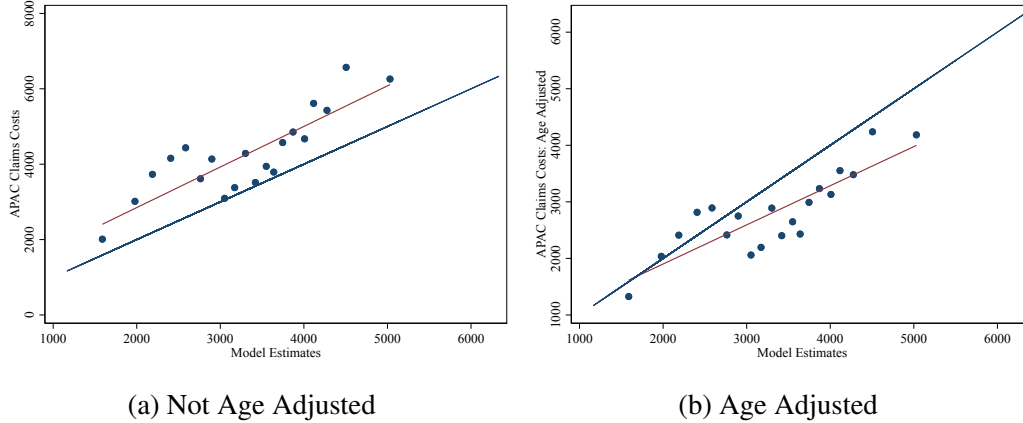 APAC Claims Costs
8000
6000
4000
2000
0
1000 2000 3000 4000 5000 6000
Model Estimates
(a) Not Age Adjusted
APAC Claims Costs: Age Adjusted
6000
5000
4000
3000
2000
1000
1000 2000 3000 4000 5000 6000
Model Estimates
(b) Age Adjusted